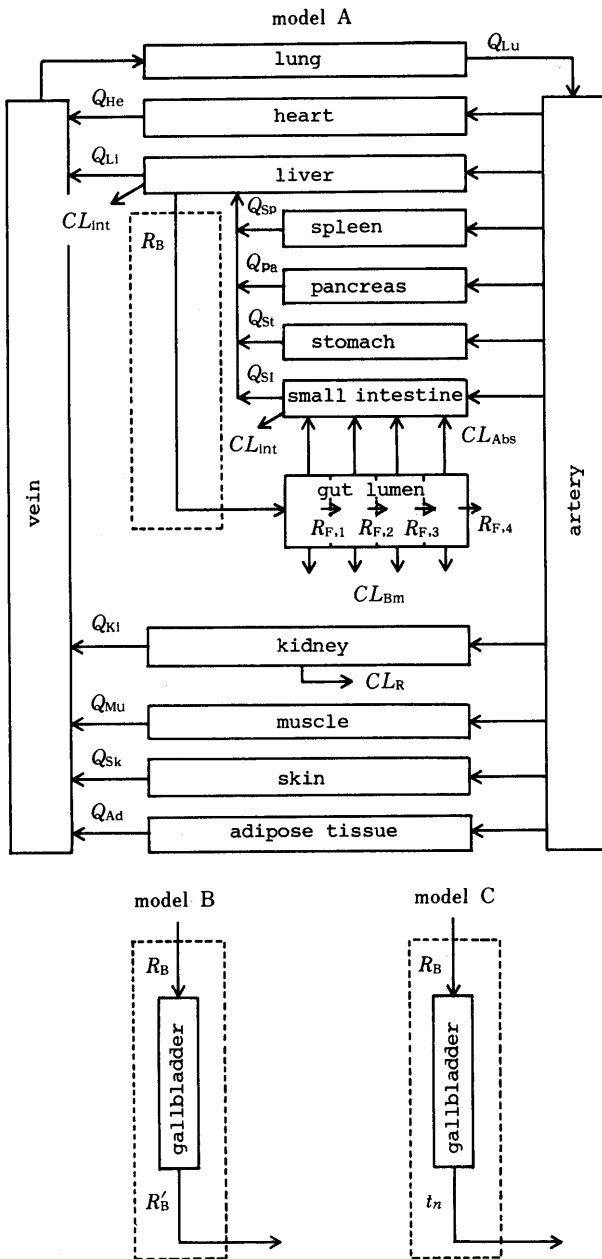 model A
lung
Q_Lu
Q_He
heart
Q_Li
liver
CL_int
Q_Sp
spleen
R_B
Q_pa
pancreas
Q_St
stomach
Q_SI
small intestine
CL_int
CL_Abs
gut lumen
R_F,1 R_F,2 R_F,3 R_F,4
CL_Bm
vein
artery
Q_Ki
kidney
CL_R
Q_Mu
muscle
Q_Sk
skin
Q_Ad
adipose tissue
model B
R_B
gallbladder
R′_B
model C
R_B
gallbladder
t_n